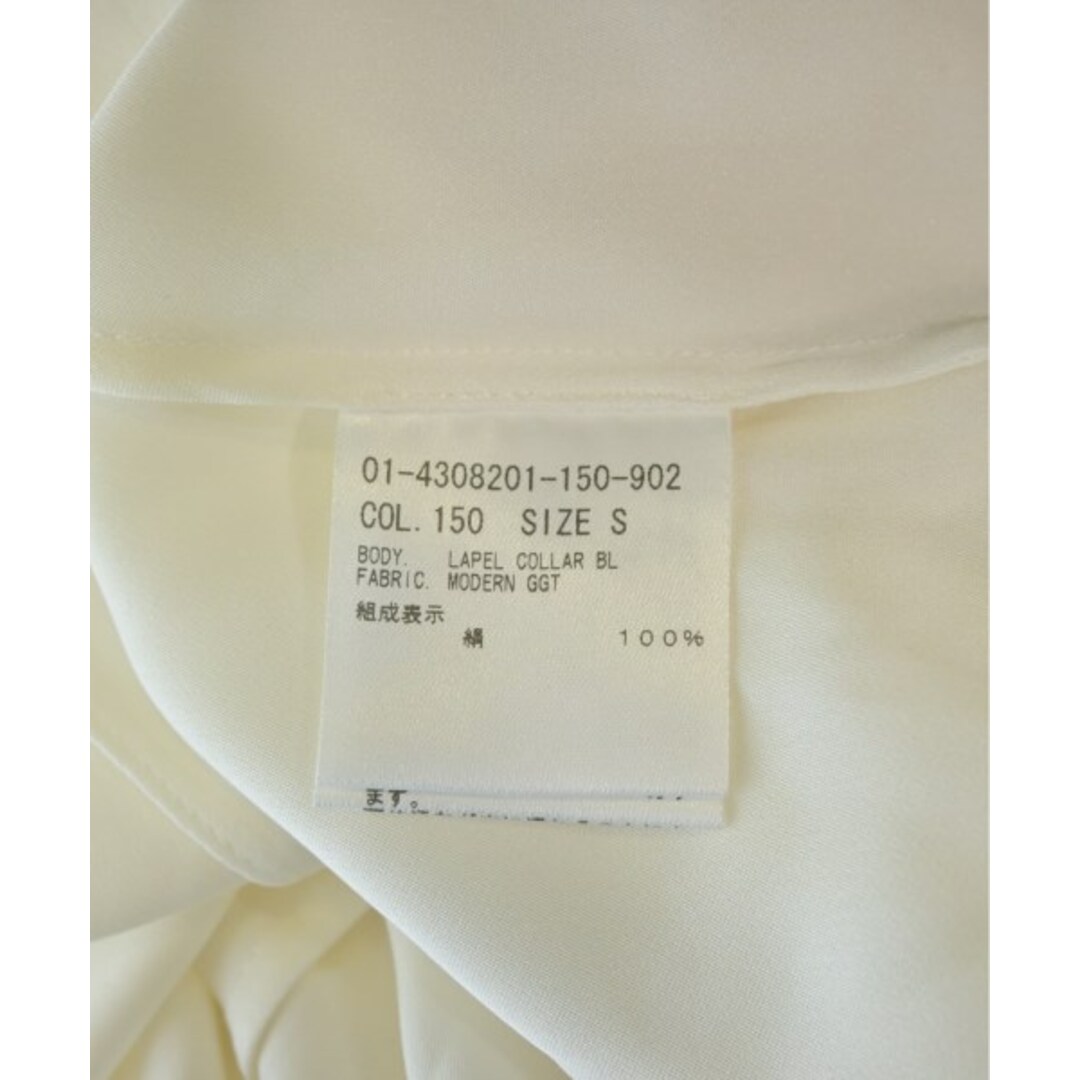 01-4308201-150-902
COL. 150 SIZE S
BODY. LAPEL COLLAR BL
FABRIC. MODERN GGT
組成表示
絹 100%
ます。